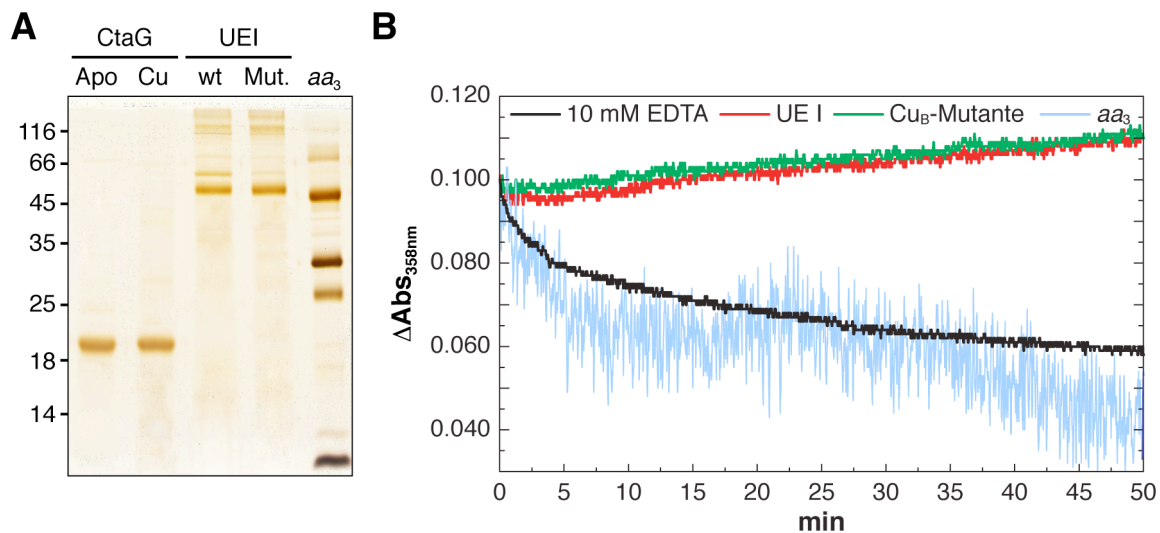 A
CtaG UEI
Apo Cu wt Mut. aa₃
116
66
45
35
25
18
14
B
10 mM EDTA UE I CuB-Mutante aa₃
0.120
0.100
0.080
0.060
0.040
ΔAbs358nm
0 5 10 15 20 25 30 35 40 45 50
min